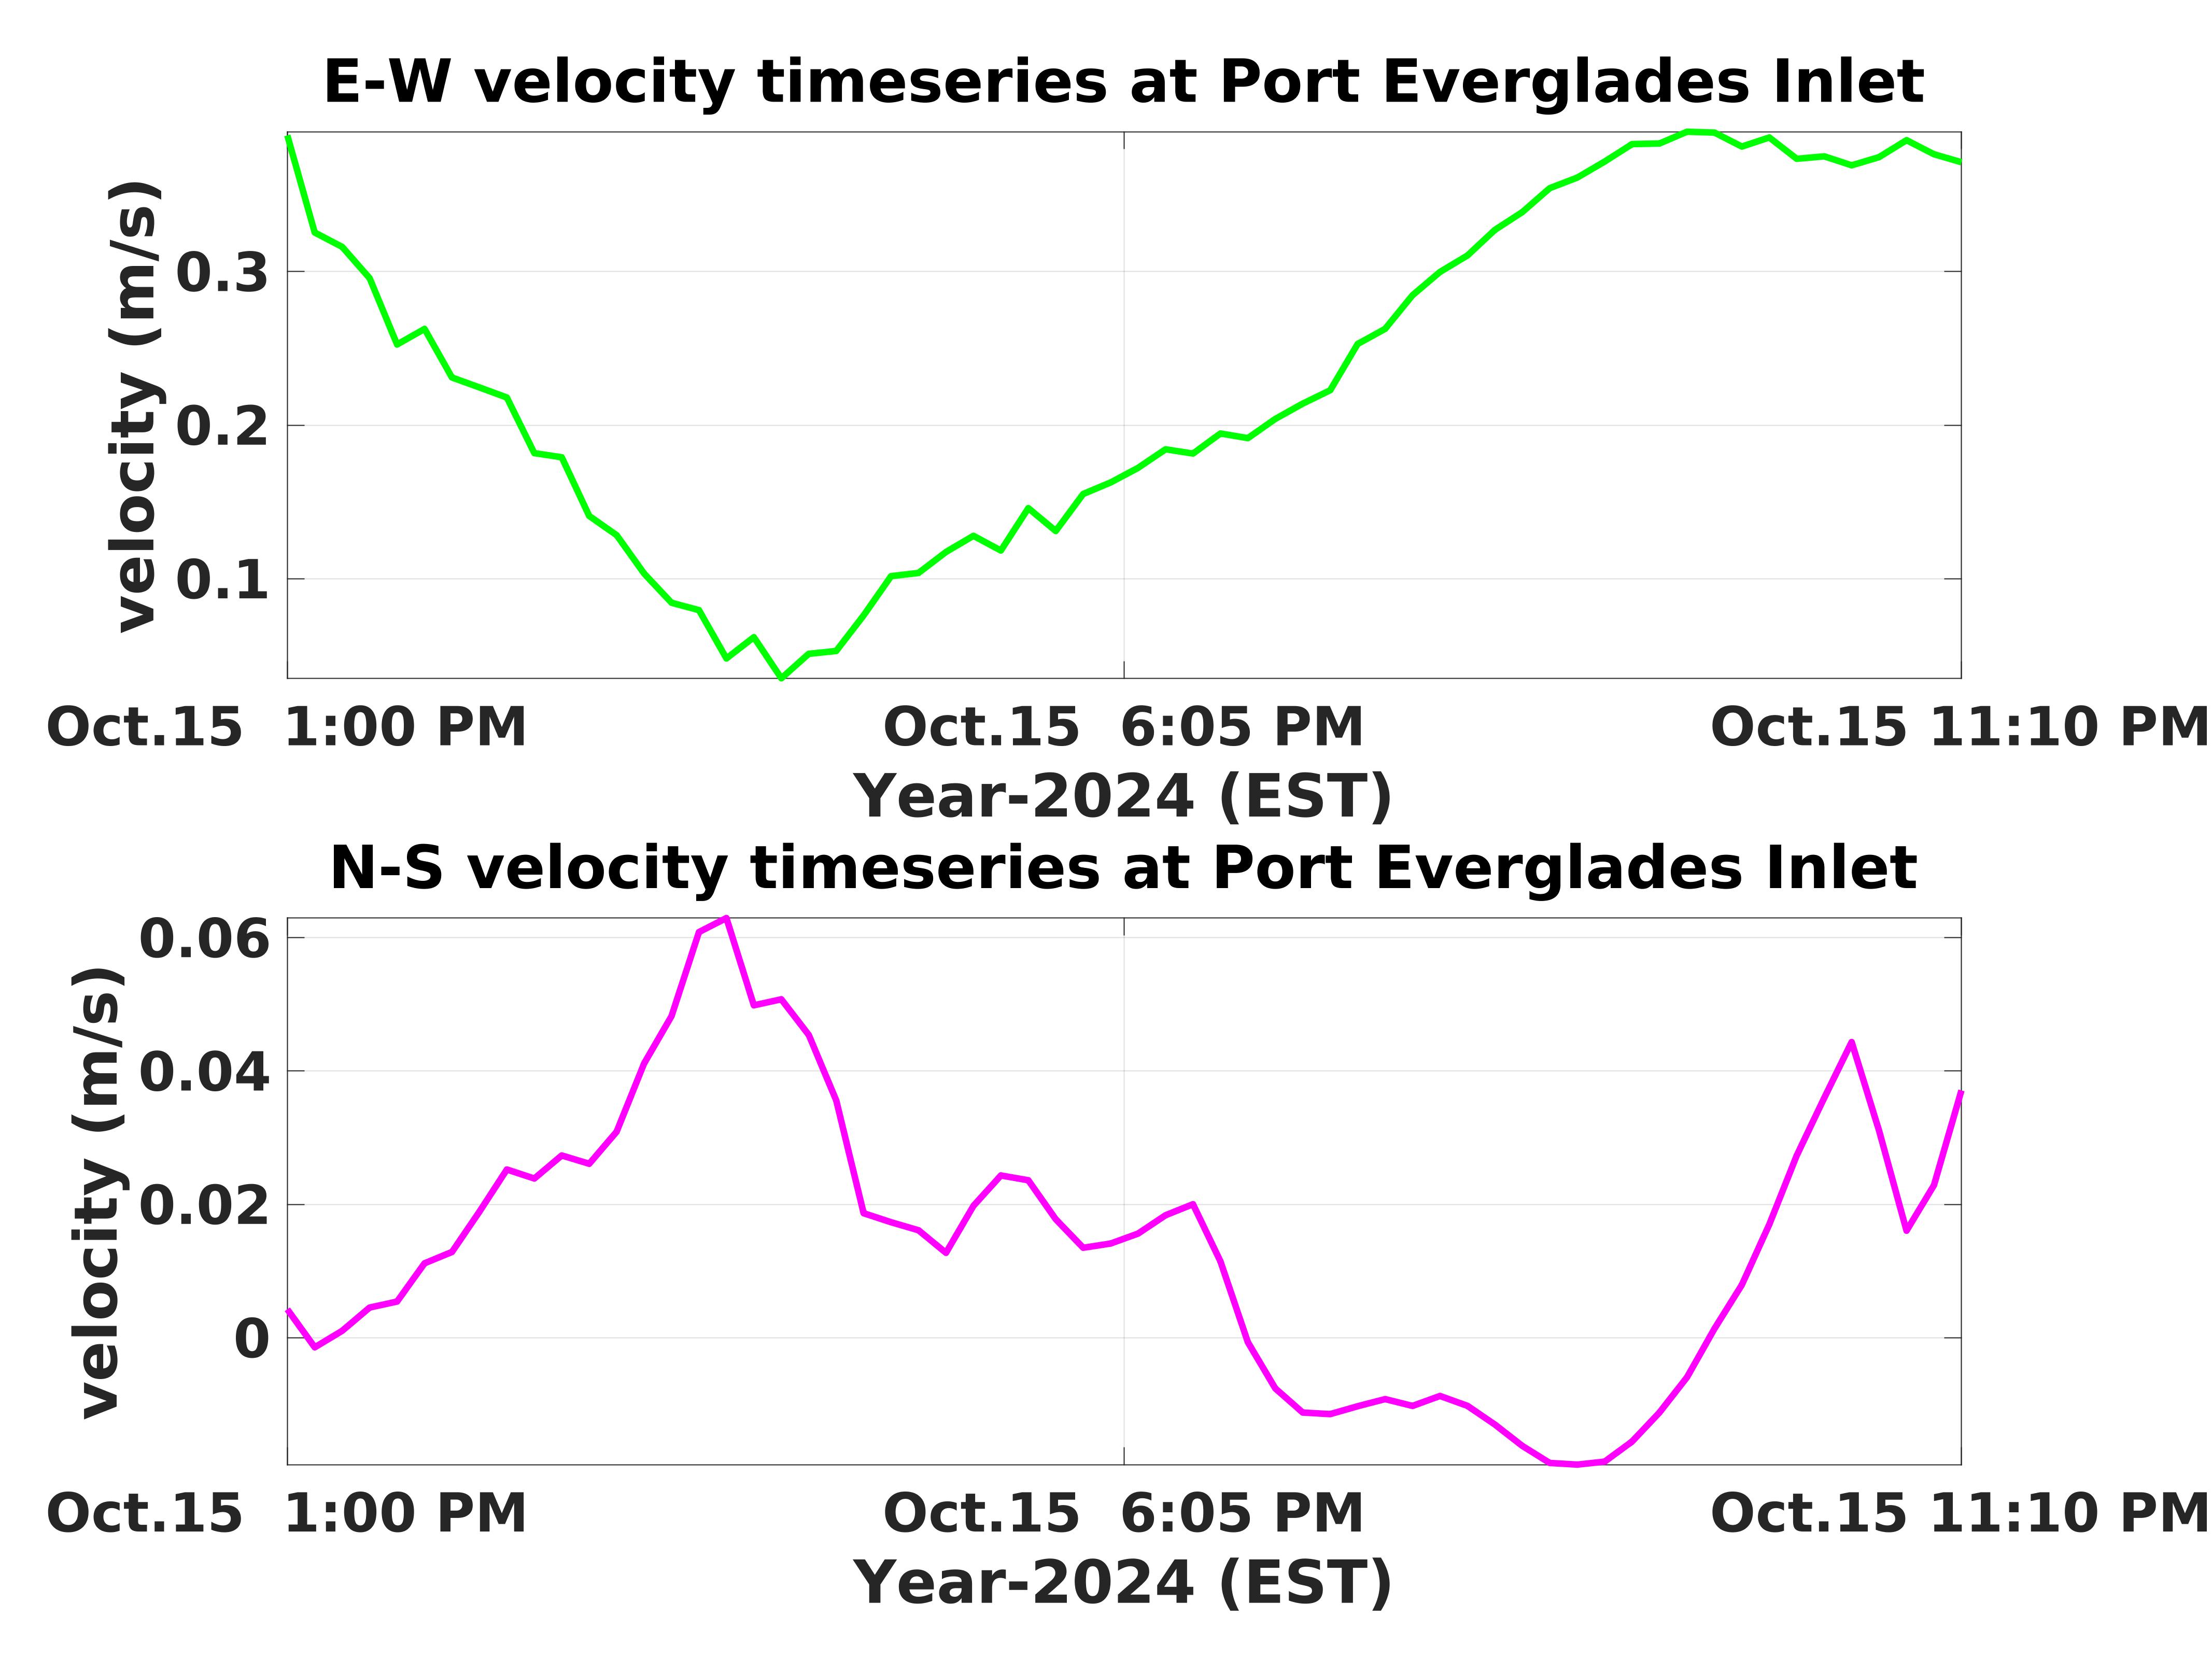 E-W velocity timeseries at Port Everglades Inlet
velocity (m/s)
0.3
0.2
0.1
Oct.15  1:00 PM
Oct.15  6:05 PM
Oct.15 11:10 PM
Year-2024 (EST)
N-S velocity timeseries at Port Everglades Inlet
velocity (m/s)
0.06
0.04
0.02
0
Oct.15  1:00 PM
Oct.15  6:05 PM
Oct.15 11:10 PM
Year-2024 (EST)